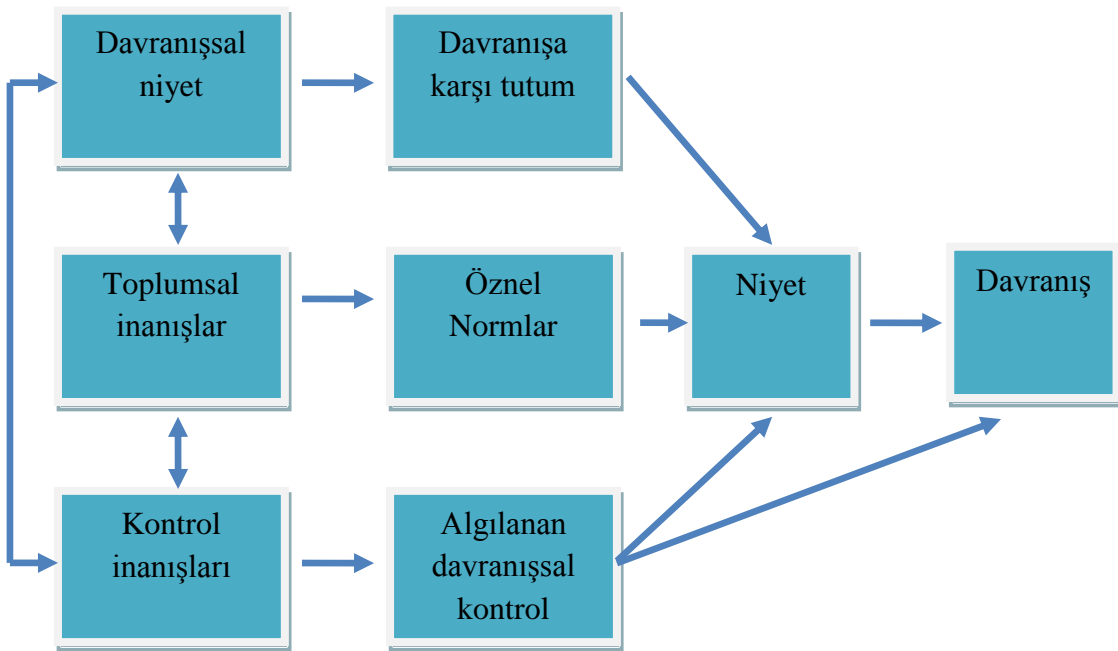 Davranışsal
niyet
Davranışa
karşı tutum
Toplumsal
inanışlar
Öznel
Normlar
Niyet
Davranış
Kontrol
inanışları
Algılanan
davranışsal
kontrol